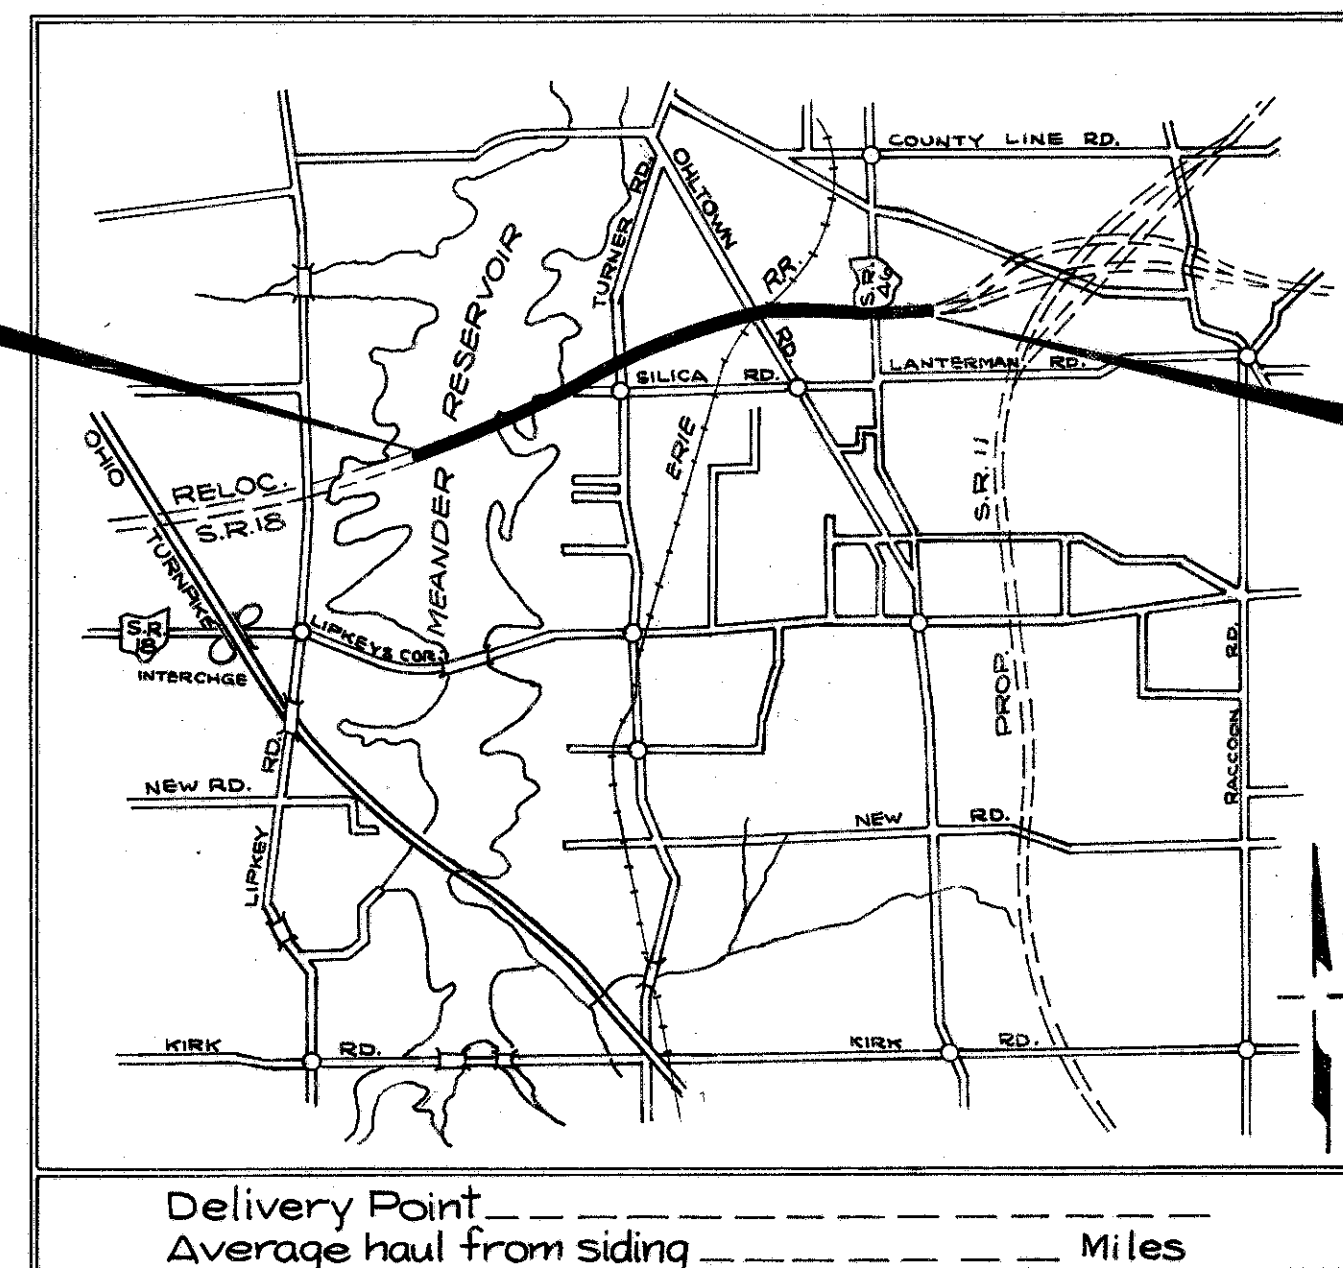 COUNTY LINE RD.
TURNER RD.
OHLTOWN
RD.
RESERVOIR
MEANDER
ERIE
R.R.
S.R.
46
SILICA RD.
LANTERMAN RD.
OHIO
TURNPIKE
RELOC.
S.R. 18
S.R. 11
PROP.
S.R.
18
INTERCHGE
LIPKEYS COR.
RD.
RACCOON
NEW RD.
LIPKEY
RD.
NEW RD.
KIRK RD.
KIRK RD.
Delivery Point
Average haul from siding Miles